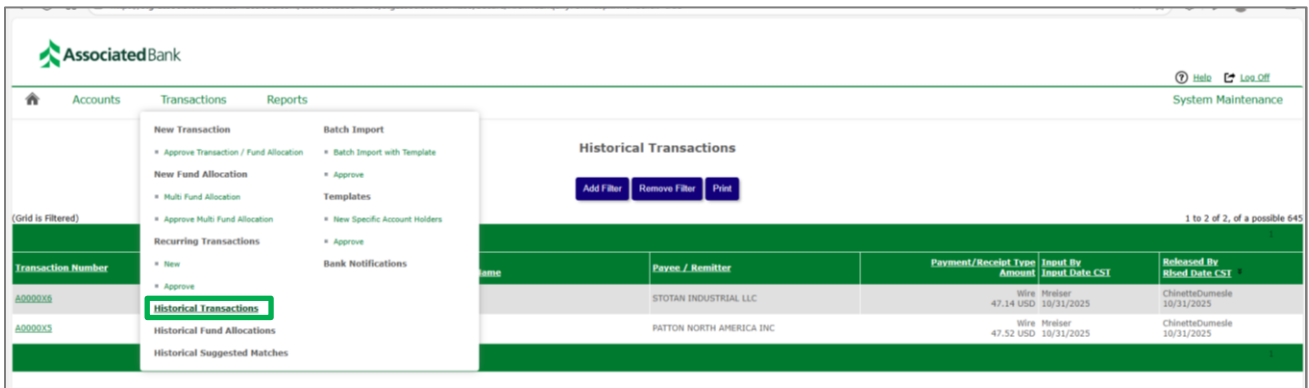 Associated Bank
Help Log Off
Accounts Transactions Reports System Maintenance
New Transaction
Approve Transaction / Fund Allocation
New Fund Allocation
Multi Fund Allocation
Approve Multi Fund Allocation
Recurring Transactions
New
Approve
Historical Transactions
Historical Fund Allocations
Historical Suggested Matches
Batch Import
Batch Import with Template
Approve
Templates
New Specific Account Holders
Approve
Bank Notifications
Historical Transactions
Add Filter Remove Filter Print
(Grid is Filtered) 1 to 2 of 2, of a possible 645
1
Transaction Number Name Payee / Remitter Payment/Receipt Type Input By Released By
Amount Input Date CST Rlsed Date CST
A0000X6 STOTAN INDUSTRIAL LLC Wire Mreiser ChinetteDumesle
47.14 USD 10/31/2025 10/31/2025
A0000X5 PATTON NORTH AMERICA INC Wire Mreiser ChinetteDumesle
47.52 USD 10/31/2025 10/31/2025
1